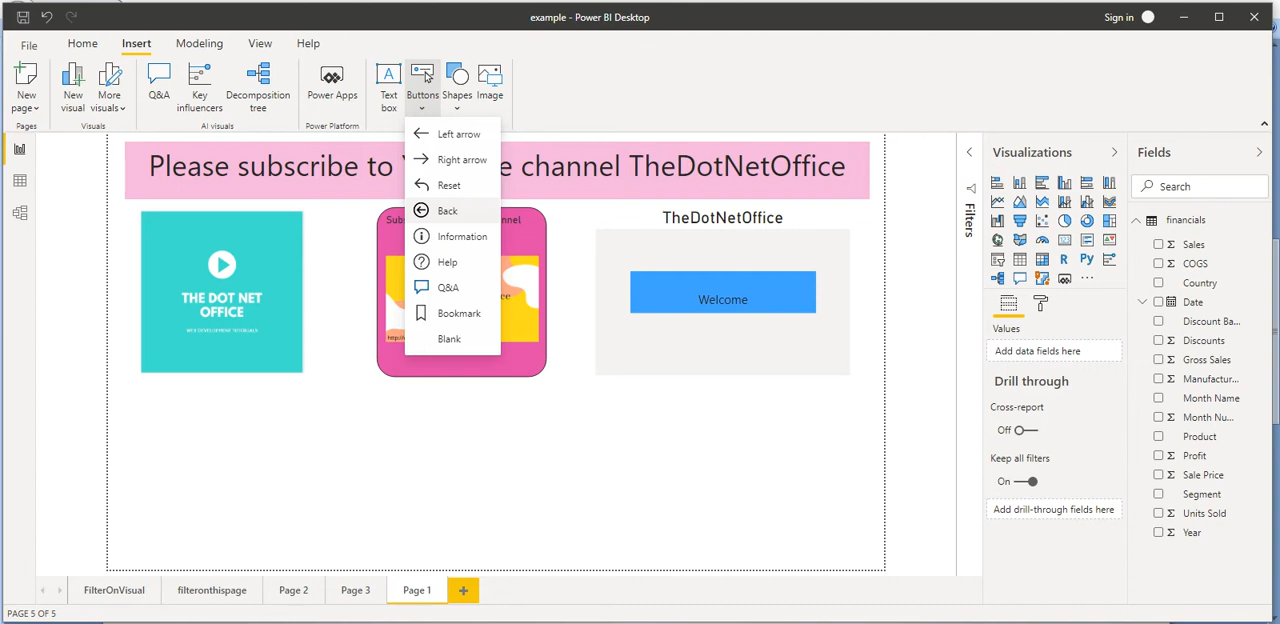 example - Power BI Desktop
Sign in
File Home Insert Modeling View Help
New page
New visual
More visuals
Q&A
Key influencers
Decomposition tree
Power Apps
Text box
Buttons
Shapes
Image
Pages
Visuals
AI visuals
Power Platform
Left arrow
Right arrow
Reset
Back
Information
Help
Q&A
Bookmark
Blank
Please subscribe to Y e channel TheDotNetOffice
THE DOT NET
OFFICE
WEB DEVELOPMENT TUTORIALS
Subs nnel
TheDotNetOffice
Welcome
Filters
Visualizations
R
Py
Values
Add data fields here
Drill through
Cross-report
Off
Keep all filters
On
Add drill-through fields here
Fields
Search
financials
Sales
COGS
Country
Date
Discount Ba...
Discounts
Gross Sales
Manufactur...
Month Name
Month Nu...
Product
Profit
Sale Price
Segment
Units Sold
Year
FilterOnVisual filteronthispage Page 2 Page 3 Page 1
PAGE 5 OF 5